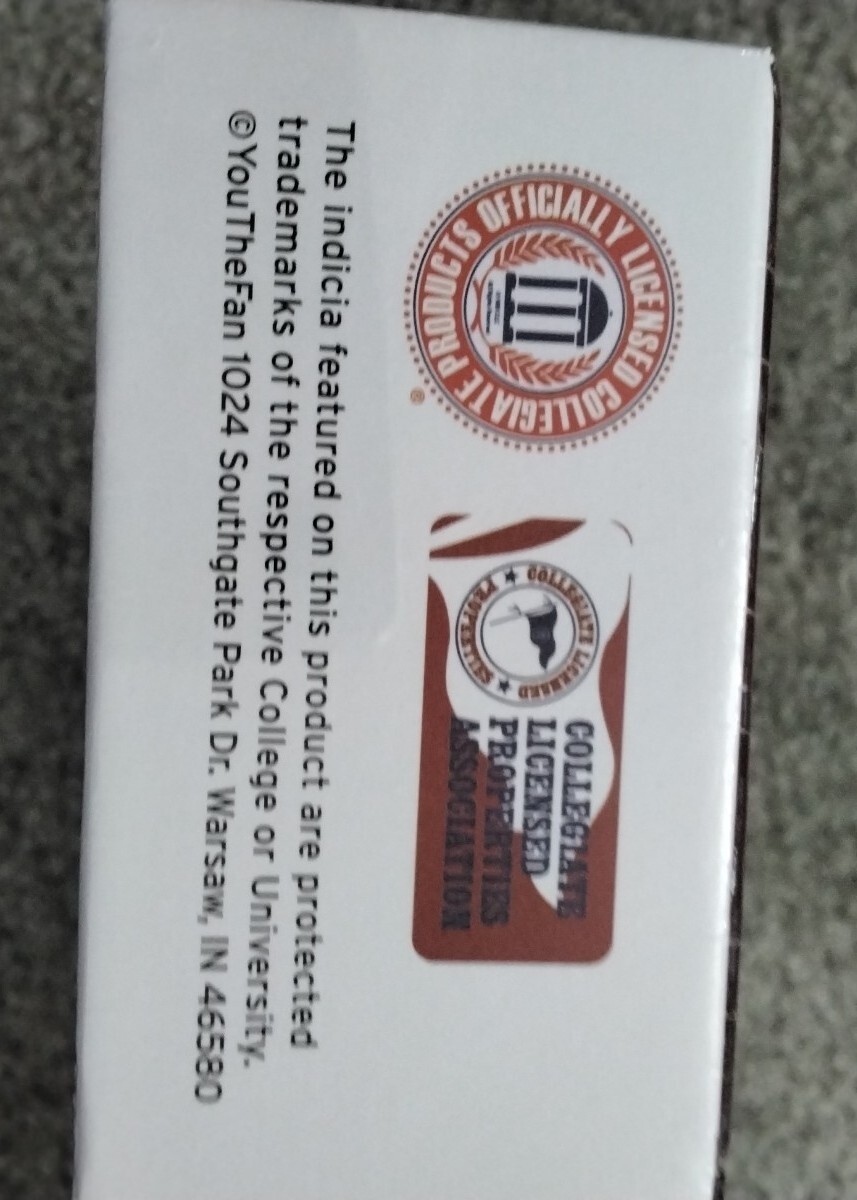 OFFICIALLY LICENSED COLLEGIATE PRODUCTS
®
COLLEGIATE LICENSED PROPERTIES
COLLEGIATE
LICENSED
PROPERTIES
ASSOCIATION
The indicia featured on this product are protected
trademarks of the respective College or University.
©YouTheFan 1024 Southgate Park Dr. Warsaw, IN 46580